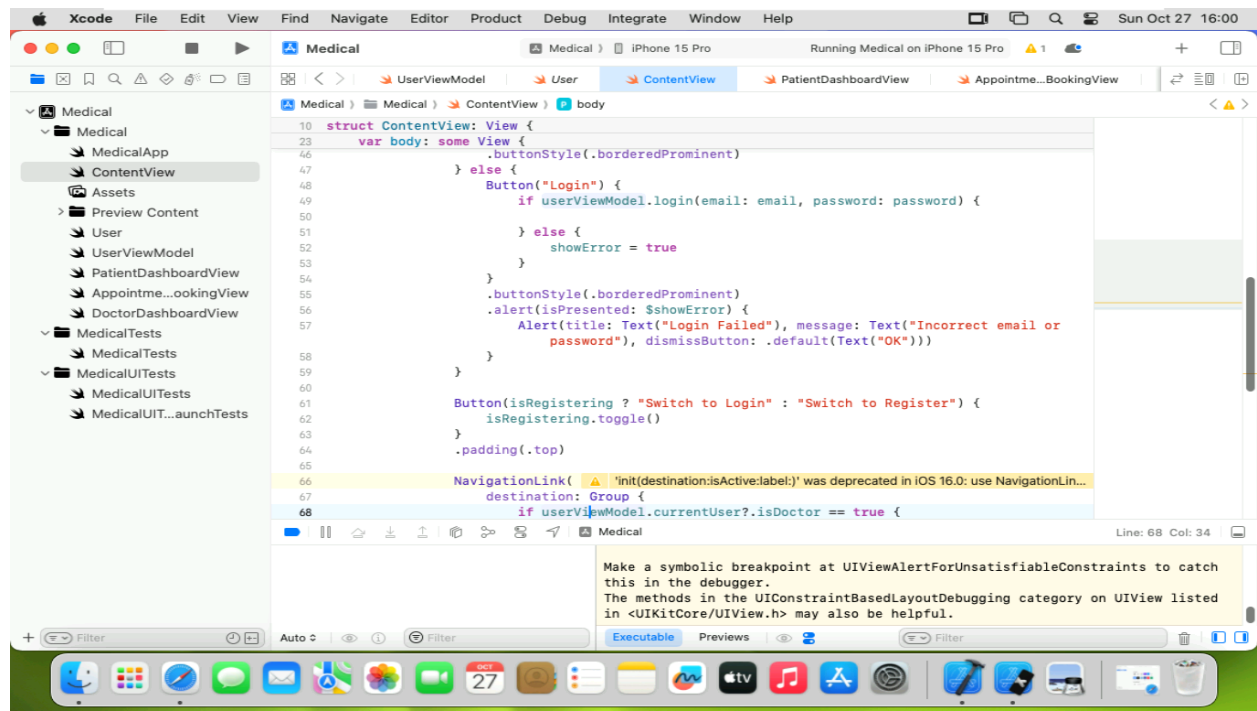 Xcode File Edit View Find Navigate Editor Product Debug Integrate Window Help Sun Oct 27 16:00
Medical Medical iPhone 15 Pro Running Medical on iPhone 15 Pro 1
UserViewModel User ContentView PatientDashboardView Appointme...BookingView
Medical Medical ContentView P body
Medical
Medical
MedicalApp
ContentView
Assets
Preview Content
User
UserViewModel
PatientDashboardView
Appointme...ookingView
DoctorDashboardView
MedicalTests
MedicalTests
MedicalUITests
MedicalUITests
MedicalUIT...aunchTests
10 struct ContentView: View {
23 var body: some View {
46 .buttonStyle(.borderedProminent)
47 } else {
48 Button("Login") {
49 if userViewModel.login(email: email, password: password) {
50
51 } else {
52 showError = true
53 }
54 }
55 .buttonStyle(.borderedProminent)
56 .alert(isPresented: $showError) {
57 Alert(title: Text("Login Failed"), message: Text("Incorrect email or
password"), dismissButton: .default(Text("OK")))
58 }
59 }
60
61 Button(isRegistering ? "Switch to Login" : "Switch to Register") {
62 isRegistering.toggle()
63 }
64 .padding(.top)
65
66 NavigationLink( 'init(destination:isActive:label:)' was deprecated in iOS 16.0: use NavigationLin...
67 destination: Group {
68 if userViewModel.currentUser?.isDoctor == true {
Medical Line: 68 Col: 34
Make a symbolic breakpoint at UIViewAlertForUnsatisfiableConstraints to catch
this in the debugger.
The methods in the UIConstraintBasedLayoutDebugging category on UIView listed
in <UIKitCore/UIView.h> may also be helpful.
Filter Auto Filter Executable Previews Filter
OCT
27
tv